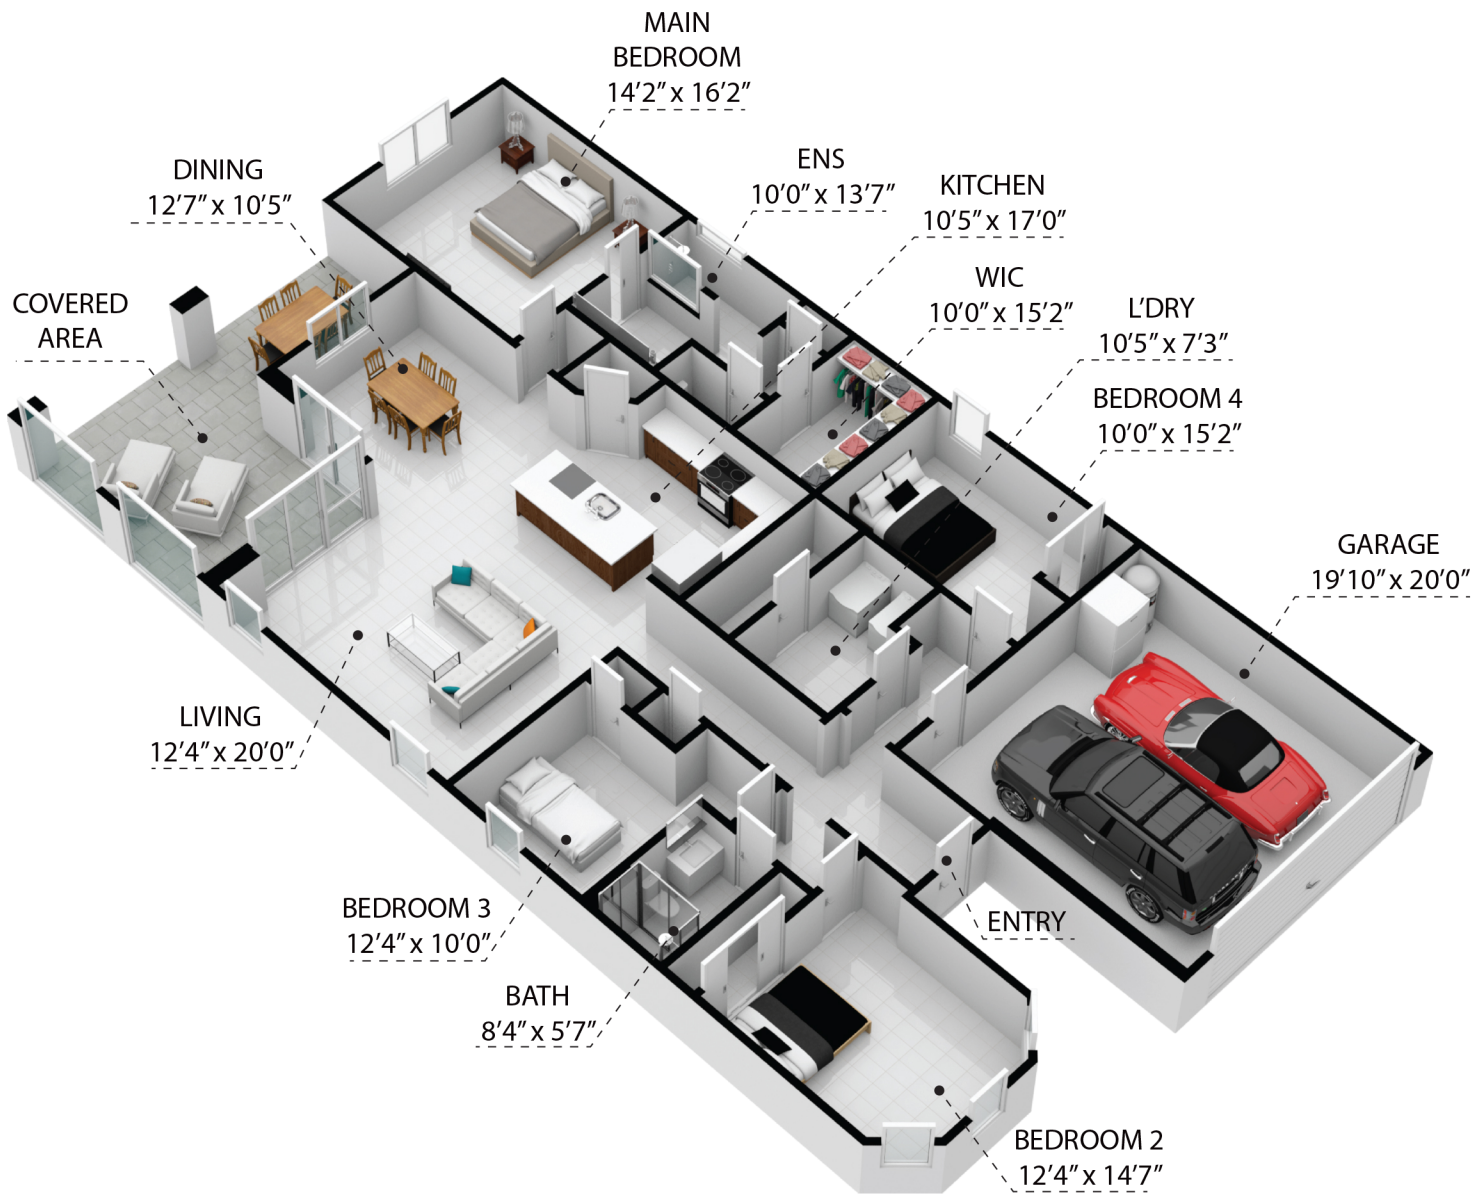 MAIN
BEDROOM
14’2” x 16’2”
DINING
12’7” x 10’5”
ENS
10’0” x 13’7”
KITCHEN
10’5” x 17’0”
COVERED
AREA
WIC
10’0” x 15’2”
L’DRY
10’5” x 7’3”
BEDROOM 4
10’0” x 15’2”
GARAGE
19’10” x 20’0”
LIVING
12’4” x 20’0”
BEDROOM 3
12’4” x 10’0”
ENTRY
BATH
8’4” x 5’7”
BEDROOM 2
12’4” x 14’7”